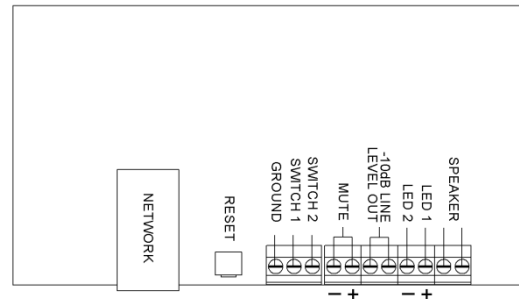 NETWORK
RESET
GROUND
SWITCH 1
SWITCH 2
MUTE
-10dB LINE
LEVEL OUT
LED 2
LED 1
SPEAKER
− +
− +